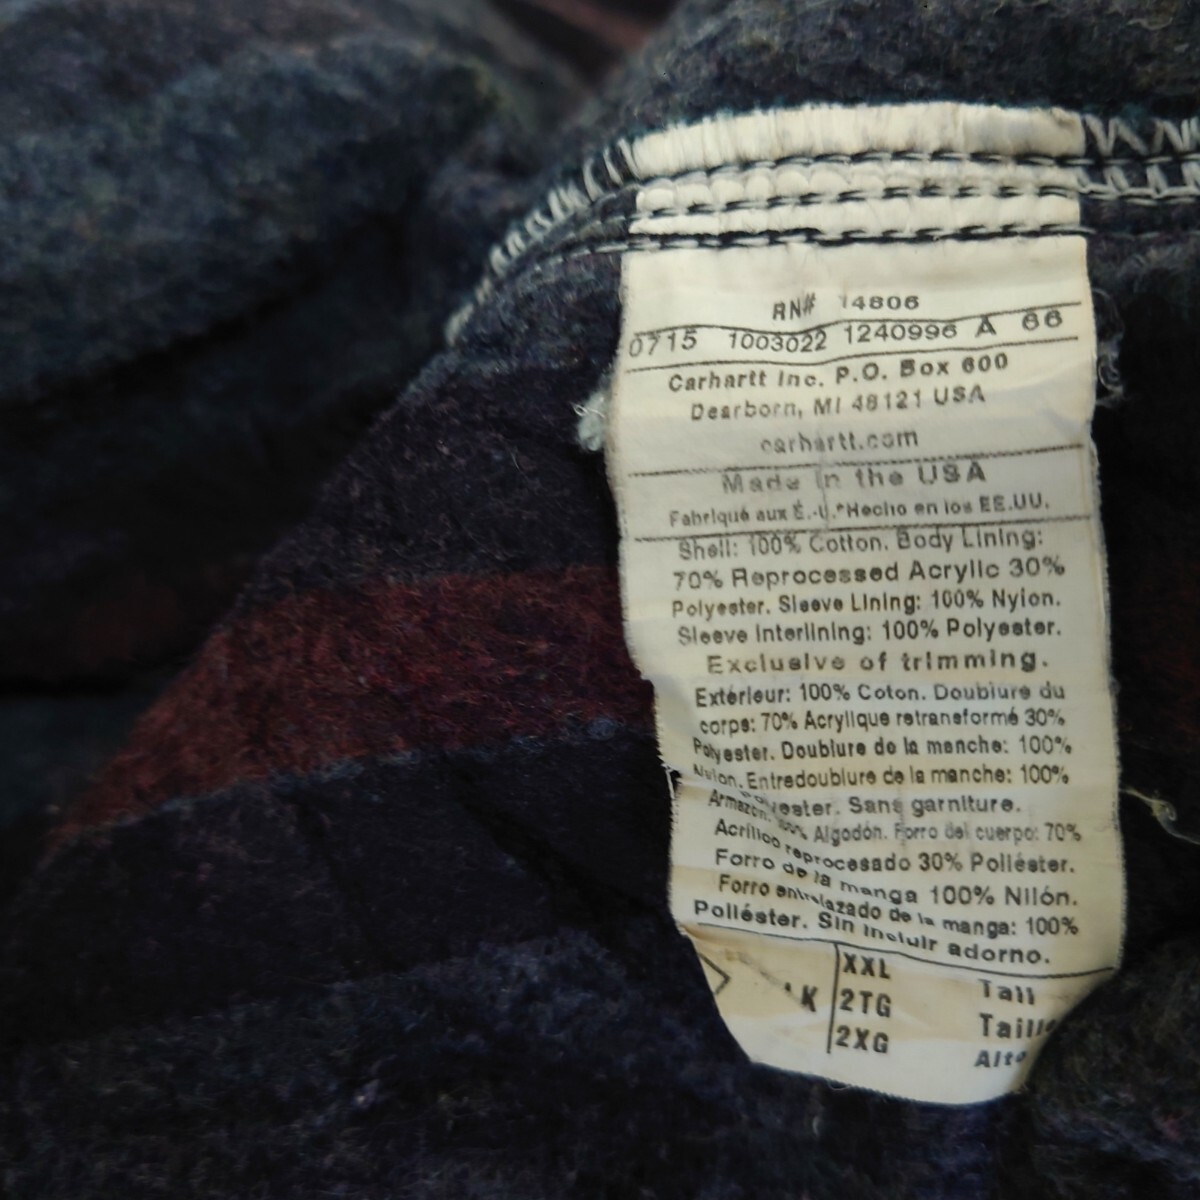 RN# 14806
0715 1003022 1240996 A 66
Carhartt Inc. P.O. Box 600
Dearborn, MI 48121 USA
carhartt.com
Made in the USA
Fabriqué aux É.-U.*Hecho en los EE.UU.
Shell: 100% Cotton. Body Lining:
70% Reprocessed Acrylic 30%
Polyester. Sleeve Lining: 100% Nylon.
Sleeve Interlining: 100% Polyester.
Exclusive of trimming.
Extérieur: 100% Coton. Doublure du
corps: 70% Acrylique retransformé 30%
Polyester. Doublure de la manche: 100%
Nylon. Entredoublure de la manche: 100%
Polyester. Sans garniture.
Armazón: 100% Algodón. Forro del cuerpo: 70%
Acrílico reprocesado 30% Poliéster.
Forro de la manga 100% Nilón.
Forro entrelazado de la manga: 100%
Poliéster. Sin incluir adorno.
XXL Tall
2TG Taille
2XG Alto